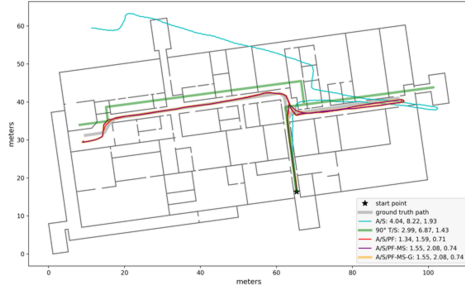 60
50
40
30
20
10
0
meters
0
20
40
60
80
100
meters
start point
ground truth path
A/S: 4.04, 8.22, 1.93
90° T/S: 2.99, 6.87, 1.43
A/S/PF: 1.34, 1.59, 0.71
A/S/PF-MS: 1.55, 2.08, 0.74
A/S/PF-MS-G: 1.55, 2.08, 0.74